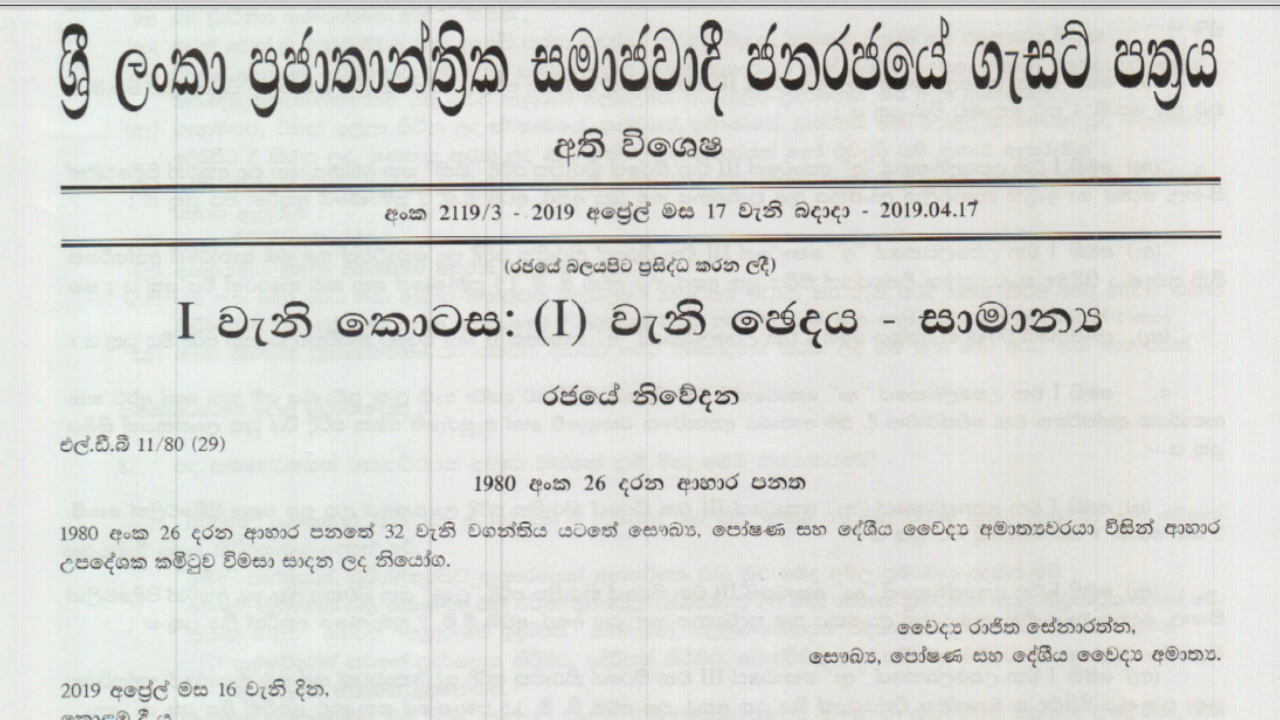 ශ්‍රී ලංකා ප්‍රජාතාන්ත්‍රික සමාජවාදී ජනරජයේ ගැසට් පත්‍රය
අති විශෙෂ
අංක 2119/3 - 2019 අප්‍රේල් මස 17 වැනි බදාදා - 2019.04.17
(රජයේ බලයපිට ප්‍රසිද්ධ කරන ලදී)
I වැනි කොටස: (I) වැනි ඡෙදය - සාමාන්‍ය
රජයේ නිවේදන
එල්.ඩී.බී 11/80 (29)
1980 අංක 26 දරන ආහාර පනත
1980 අංක 26 දරන ආහාර පනතේ 32 වැනි වගන්තිය යටතේ සෞඛ්‍ය, පෝෂණ සහ දේශීය වෛද්‍ය අමාත්‍යවරයා විසින් ආහාර
උපදේශක කමිටුව විමසා සාදන ලද නියෝග.
වෛද්‍ය රාජිත සේනාරත්න,
සෞඛ්‍ය, පෝෂණ සහ දේශීය වෛද්‍ය අමාත්‍ය.
2019 අප්‍රේල් මස 16 වැනි දින,
කොළඹ දී ය.